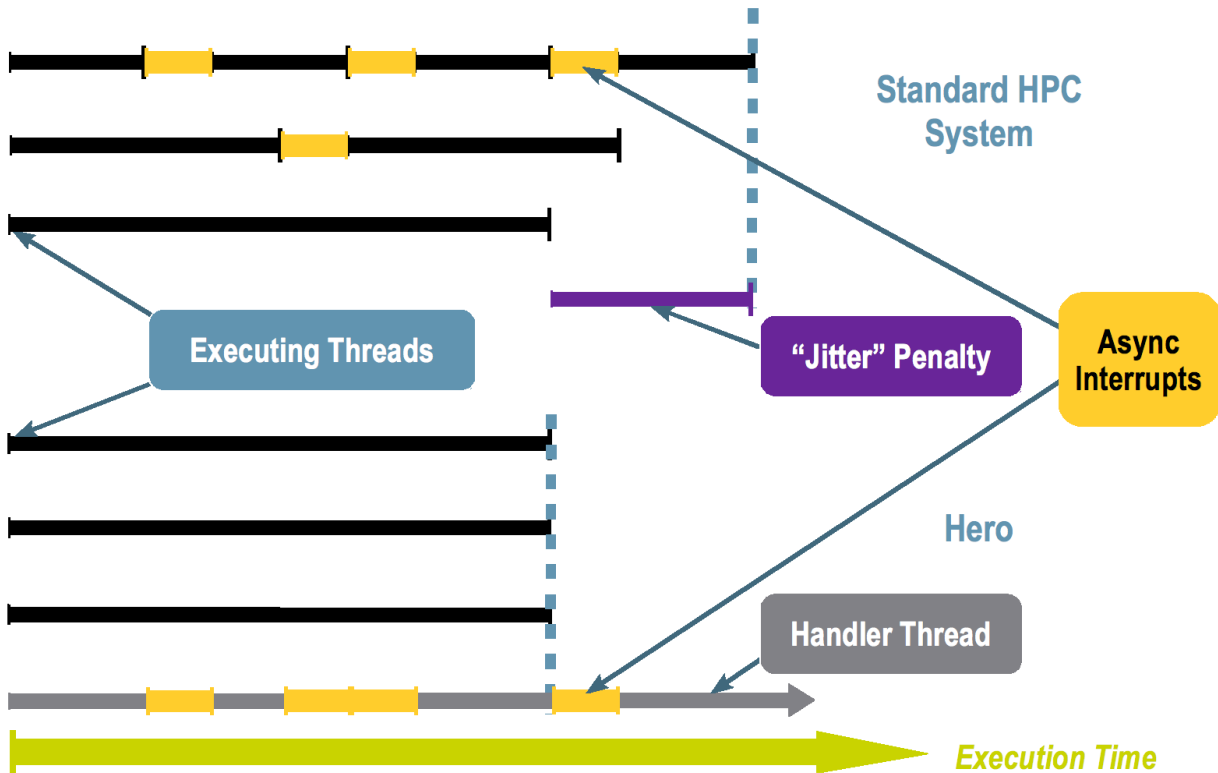 Standard HPC
System
Executing Threads
“Jitter” Penalty
Async
Interrupts
Hero
Handler Thread
Execution Time